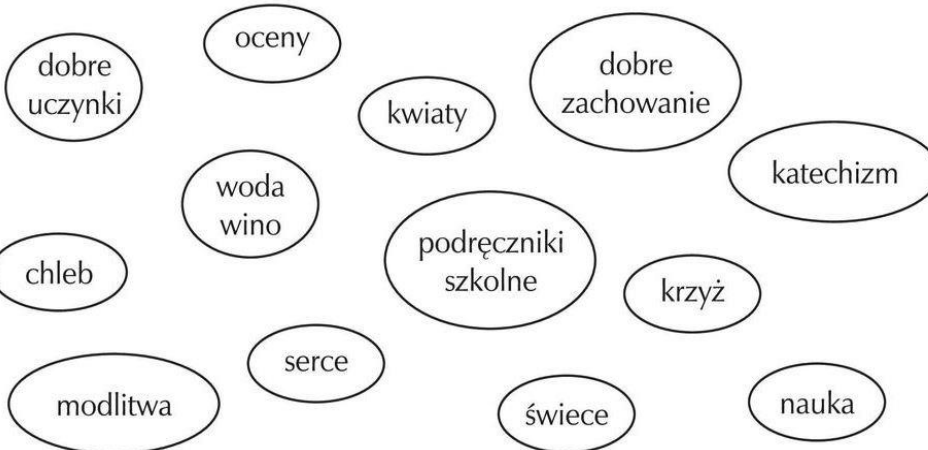 oceny
dobre
uczynki
dobre
zachowanie
kwiaty
katechizm
woda
wino
podręczniki
szkolne
chleb
krzyż
serce
modlitwa
świece
nauka